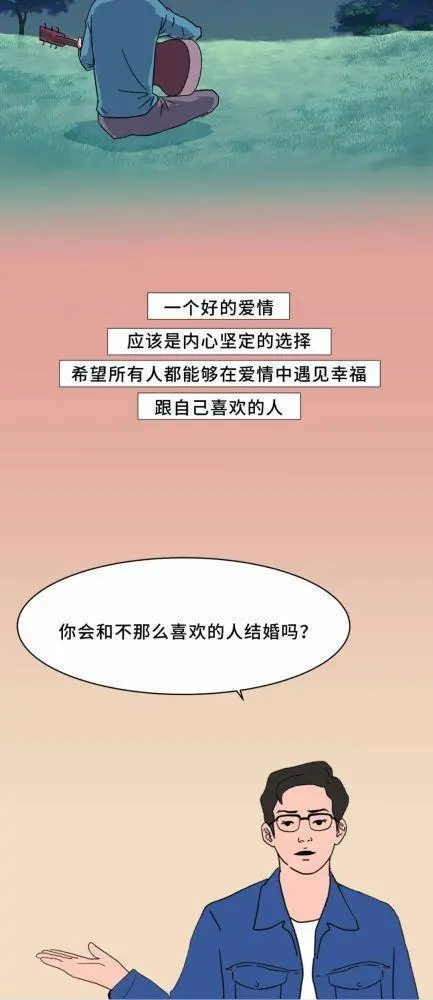 一个好的爱情
应该是内心坚定的选择
希望所有人都能够在爱情中遇见幸福
跟自己喜欢的人
你会和不那么喜欢的人结婚吗？